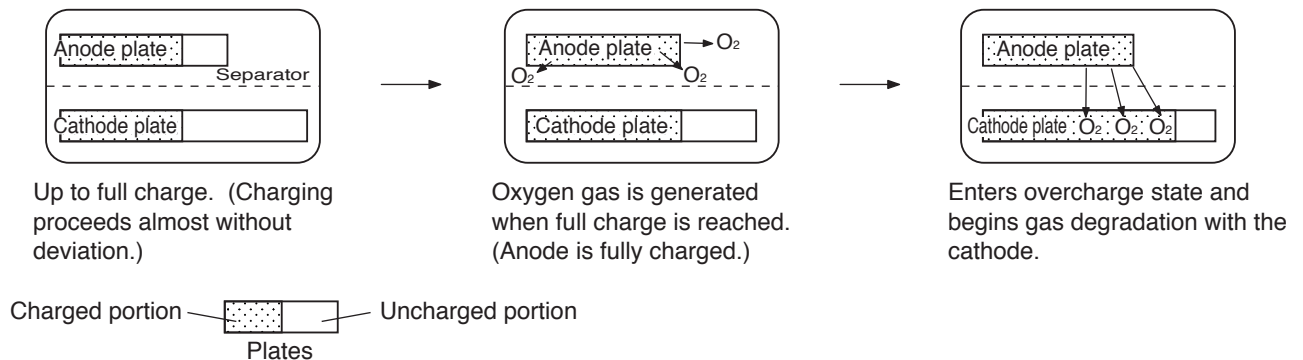 Anode plate
Separator
Cathode plate
Up to full charge. (Charging
proceeds almost without
deviation.)
Anode plate
O₂
O₂
O₂
Cathode plate
Oxygen gas is generated
when full charge is reached.
(Anode is fully charged.)
Anode plate
Cathode plate O₂ O₂ O₂
Enters overcharge state and
begins gas degradation with the
cathode.
Charged portion
Uncharged portion
Plates